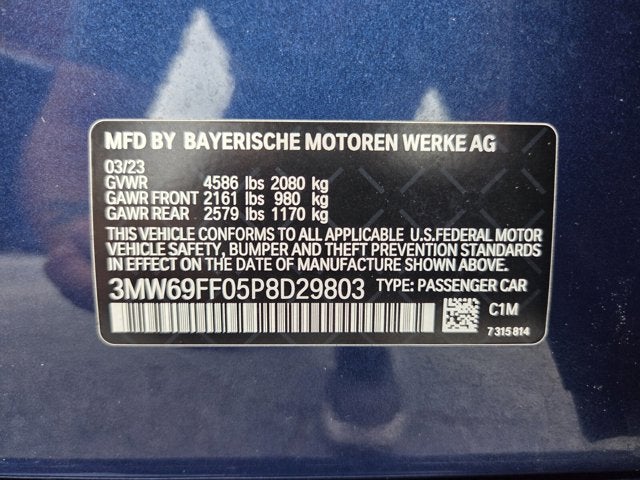 MFD BY BAYERISCHE MOTOREN WERKE AG
03/23
GVWR 4586 lbs 2080 kg
GAWR FRONT 2161 lbs 980 kg
GAWR REAR 2579 lbs 1170 kg
THIS VEHICLE CONFORMS TO ALL APPLICABLE U.S.FEDERAL MOTOR
VEHICLE SAFETY, BUMPER AND THEFT PREVENTION STANDARDS
IN EFFECT ON THE DATE OF MANUFACTURE SHOWN ABOVE.
3MW69FF05P8D29803 TYPE: PASSENGER CAR
C1M
7 315 814